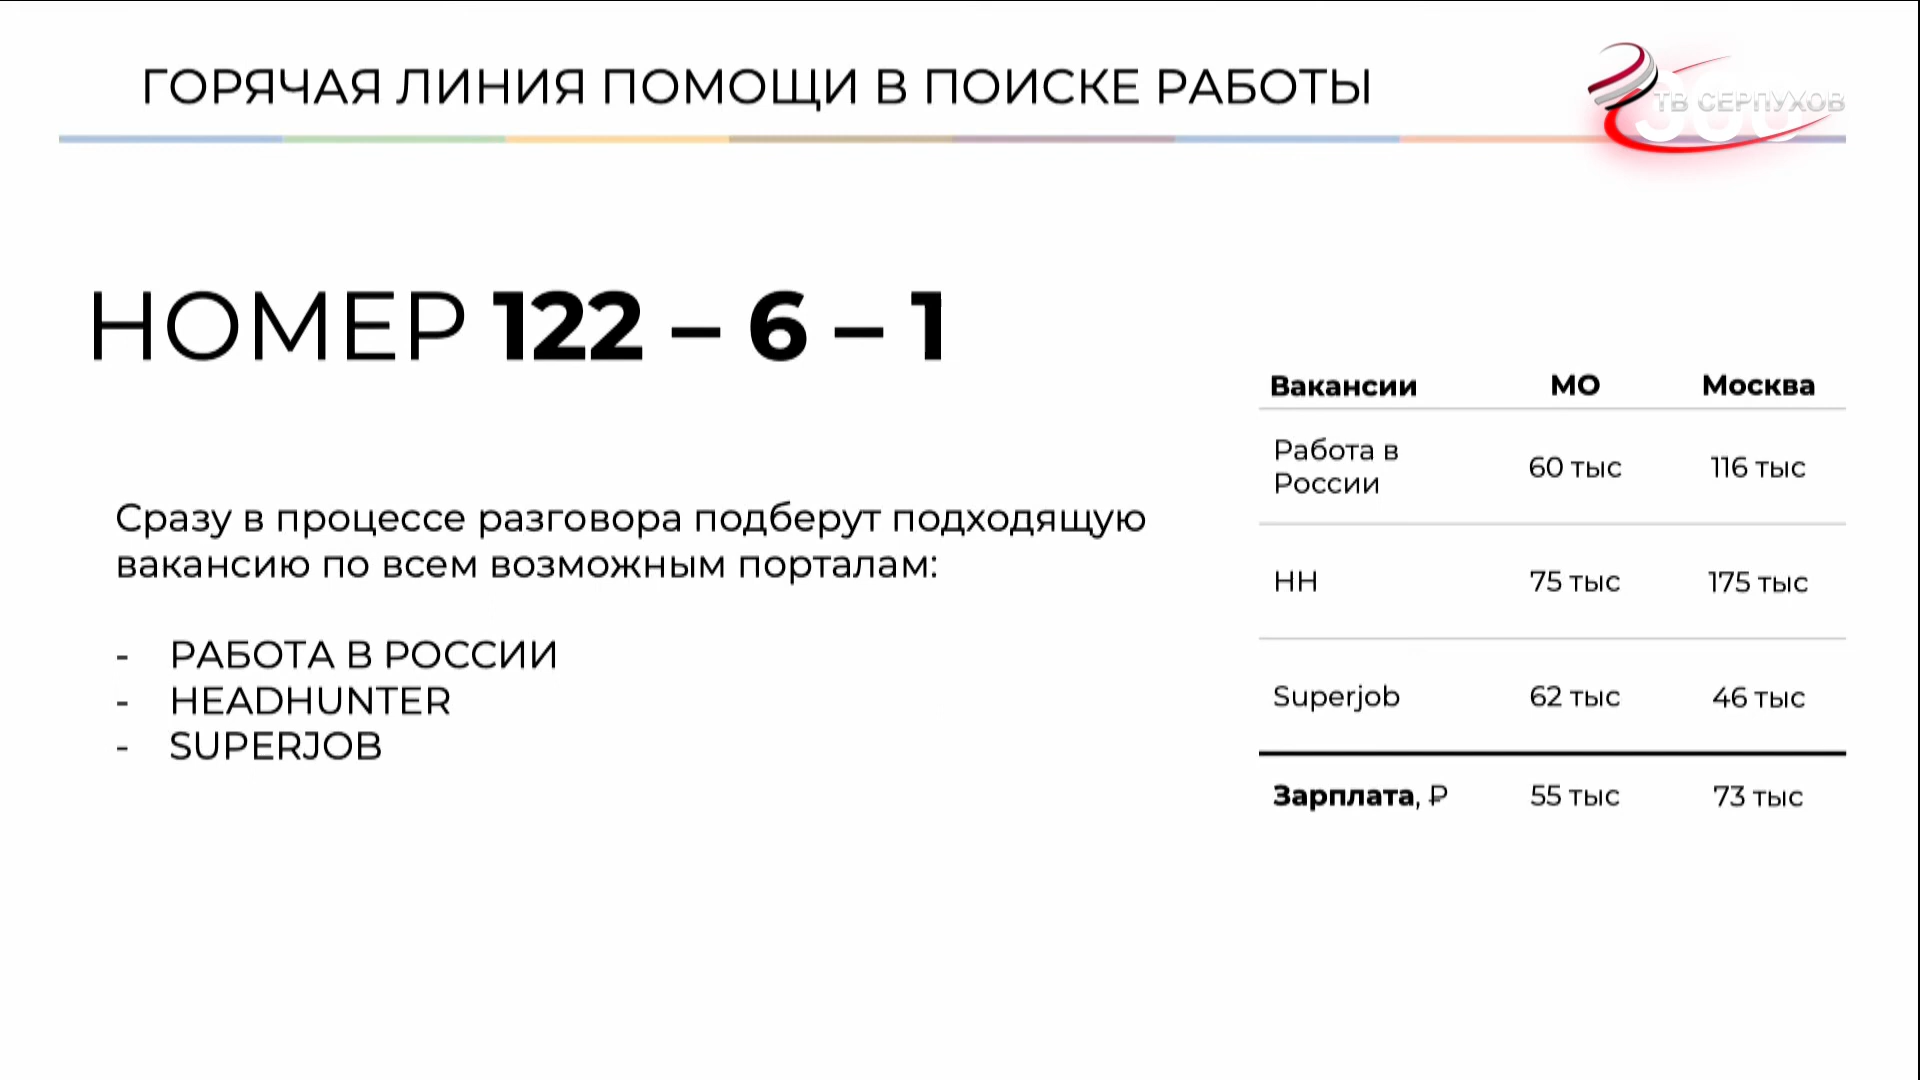 ГОРЯЧАЯ ЛИНИЯ ПОМОЩИ В ПОИСКЕ РАБОТЫ
ТВ СЕРПУХОВ
360
НОМЕР 122 – 6 – 1
Сразу в процессе разговора подберут подходящую
вакансию по всем возможным порталам:
- РАБОТА В РОССИИ
- HEADHUNTER
- SUPERJOB
Вакансии МО Москва
Работа в
России 60 тыс 116 тыс
HH 75 тыс 175 тыс
Superjob 62 тыс 46 тыс
Зарплата, ₽ 55 тыс 73 тыс